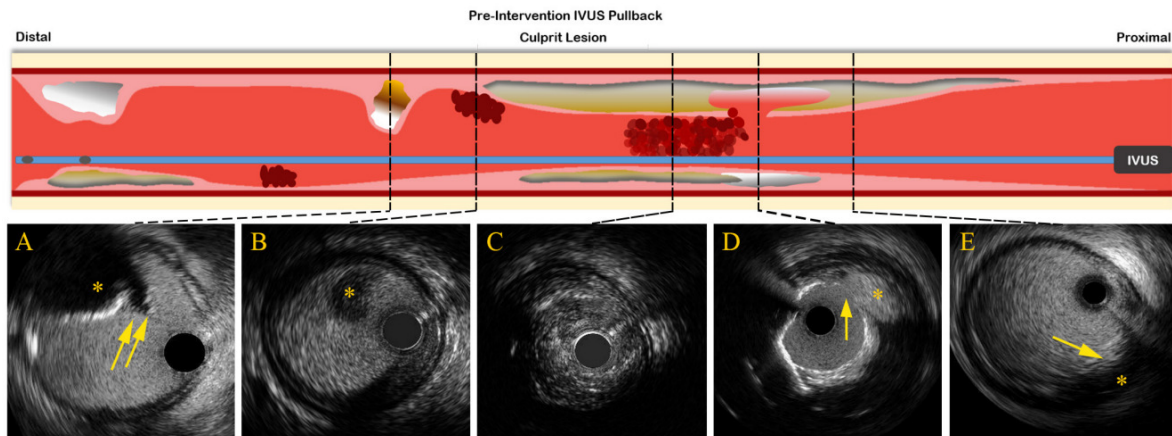 Pre-Intervention IVUS Pullback
Distal
Culprit Lesion
Proximal
IVUS
A
*
B
*
C
D
*
E
*